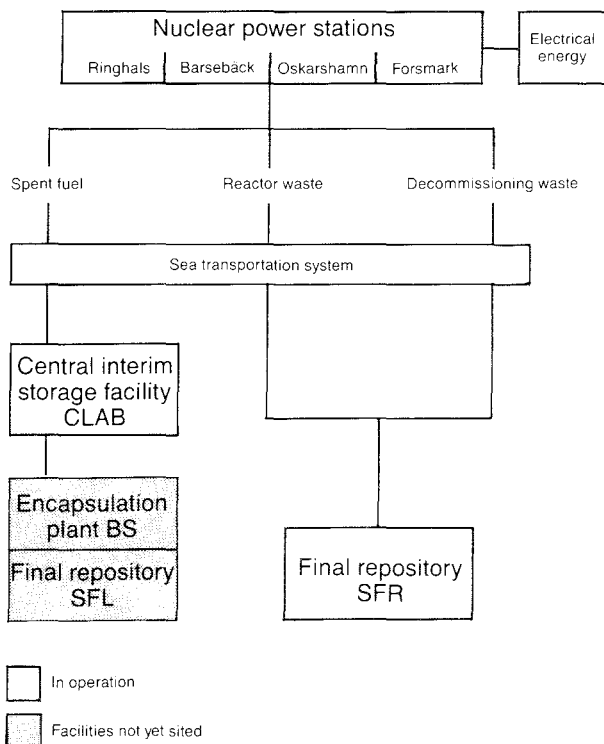 Nuclear power stations
Ringhals Barsebäck Oskarshamn Forsmark
Electrical
energy
Spent fuel
Reactor waste
Decommissioning waste
Sea transportation system
Central interim
storage facility
CLAB
Encapsulation
plant BS
Final repository
SFL
Final repository
SFR
In operation
Facilities not yet sited